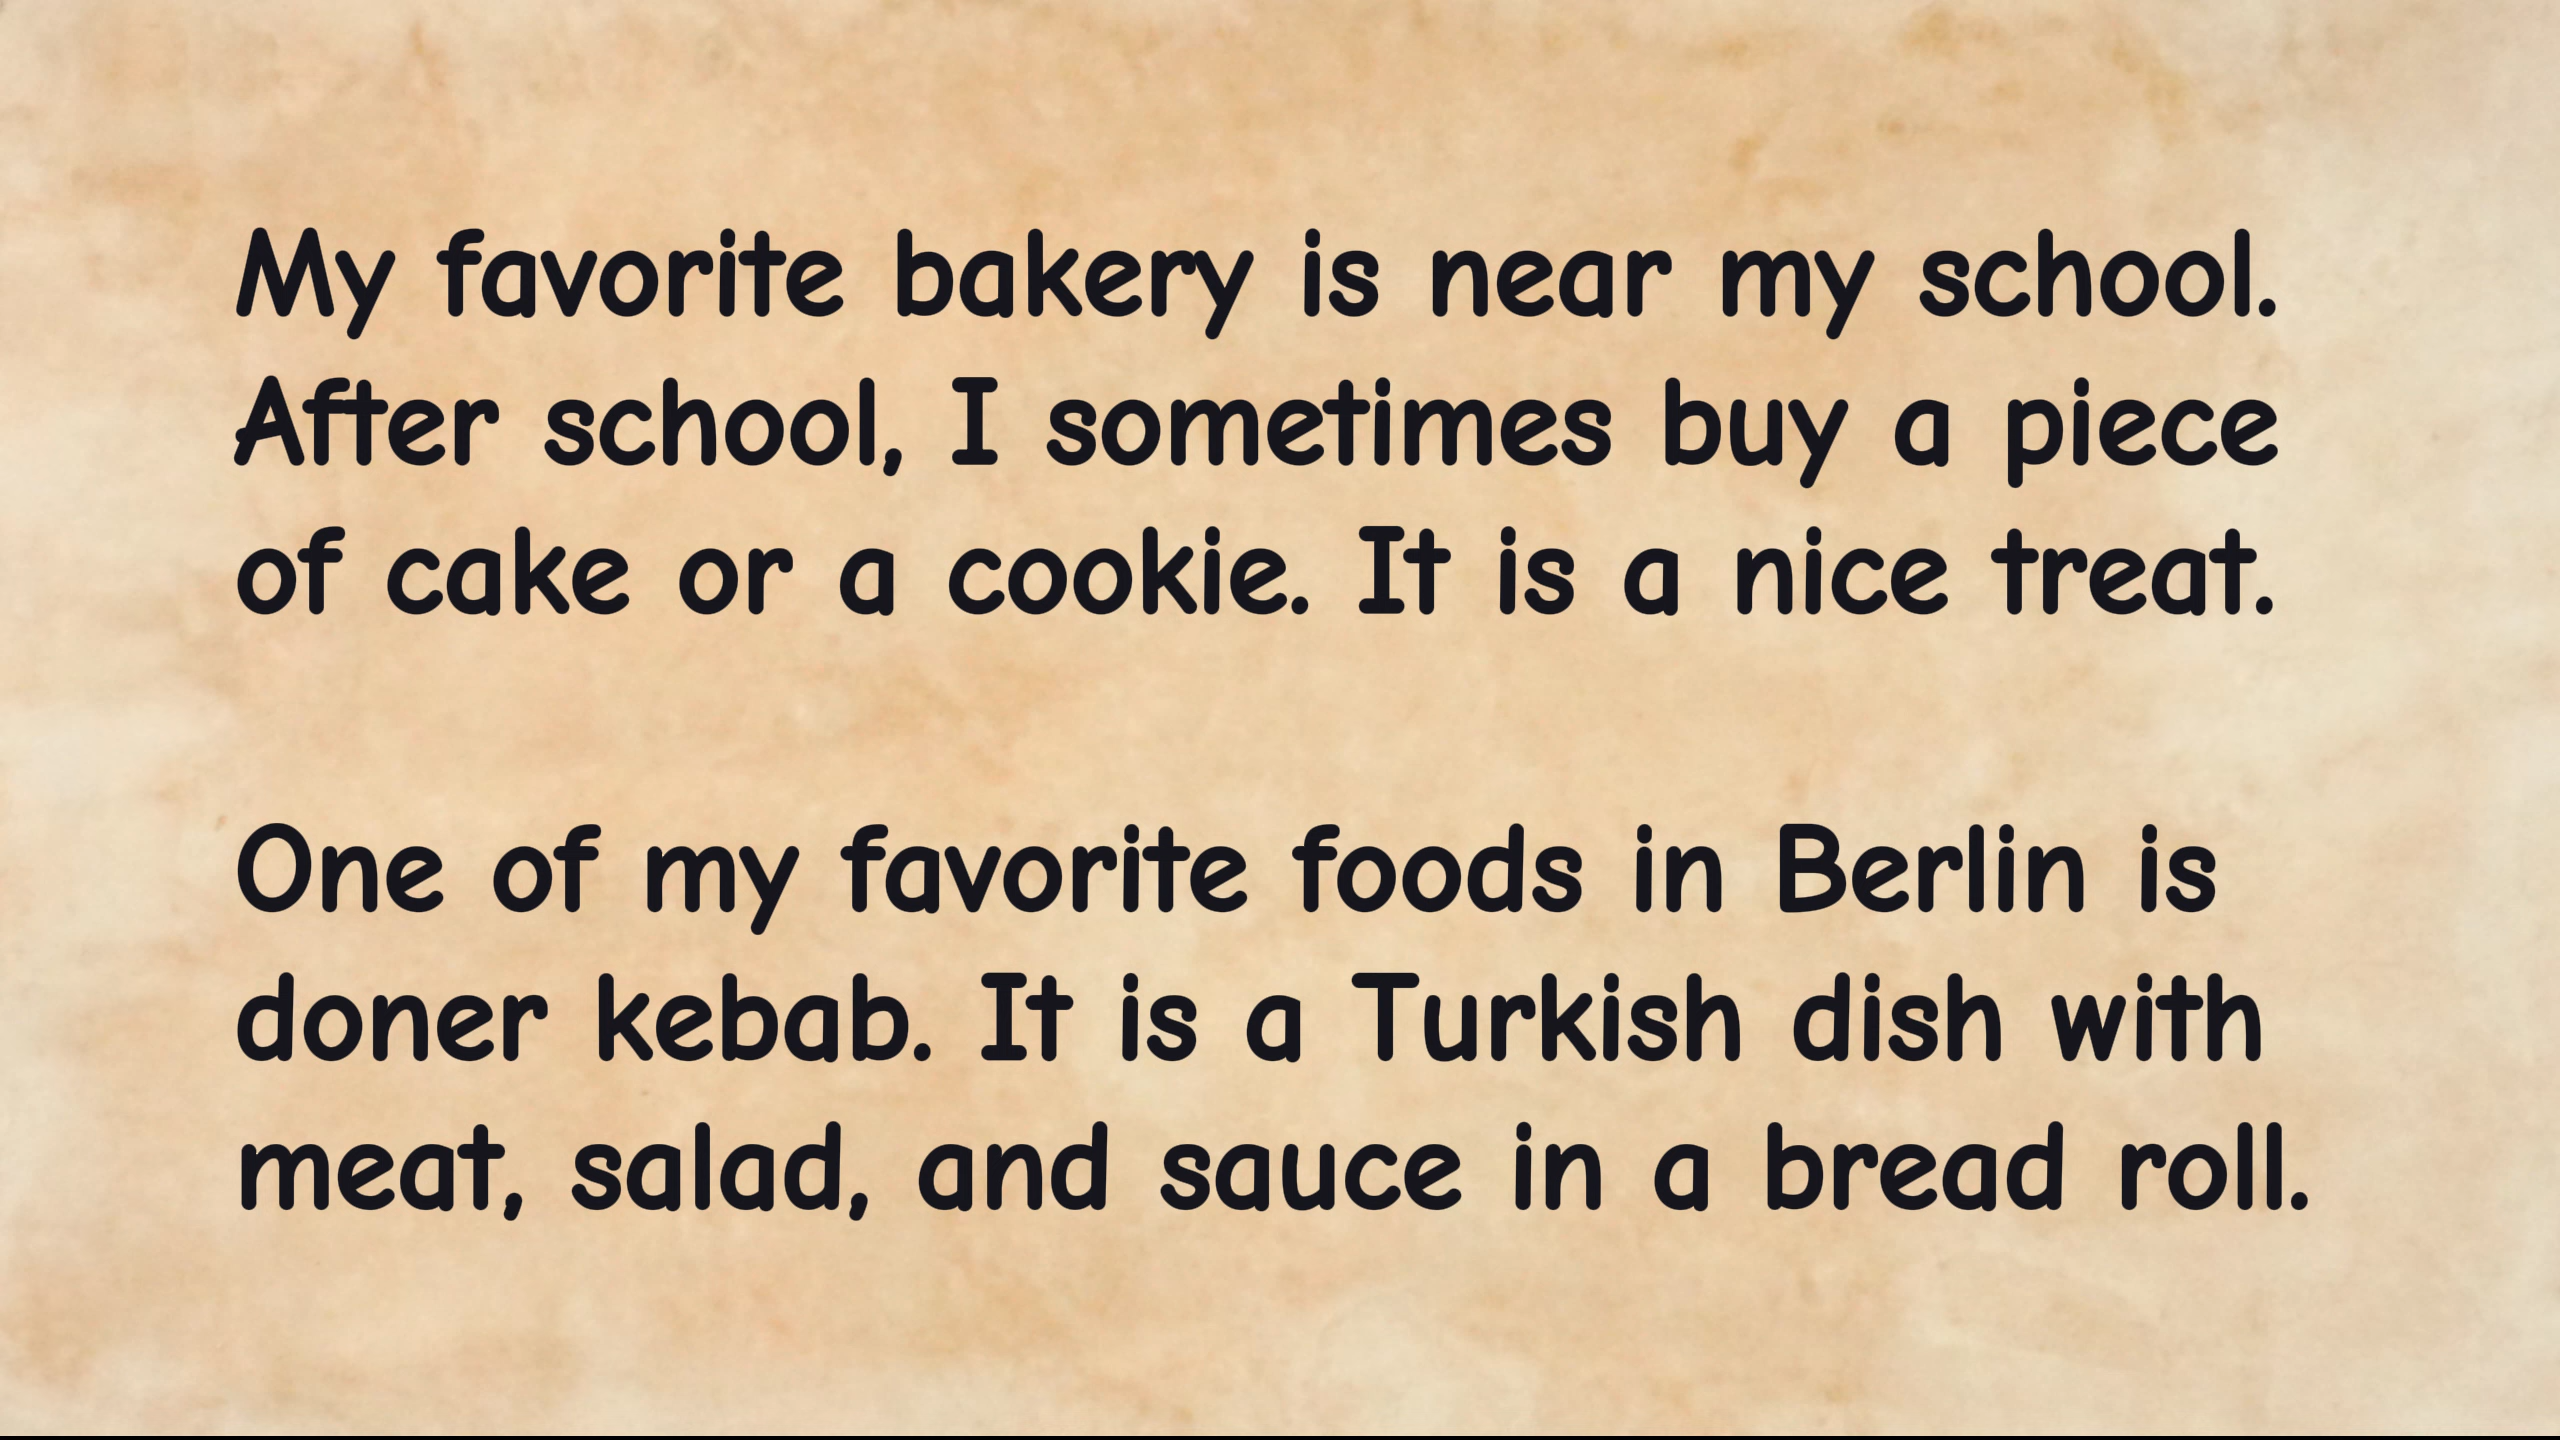 My favorite bakery is near my school.
After school, I sometimes buy a piece
of cake or a cookie. It is a nice treat.
One of my favorite foods in Berlin is
doner kebab. It is a Turkish dish with
meat, salad, and sauce in a bread roll.